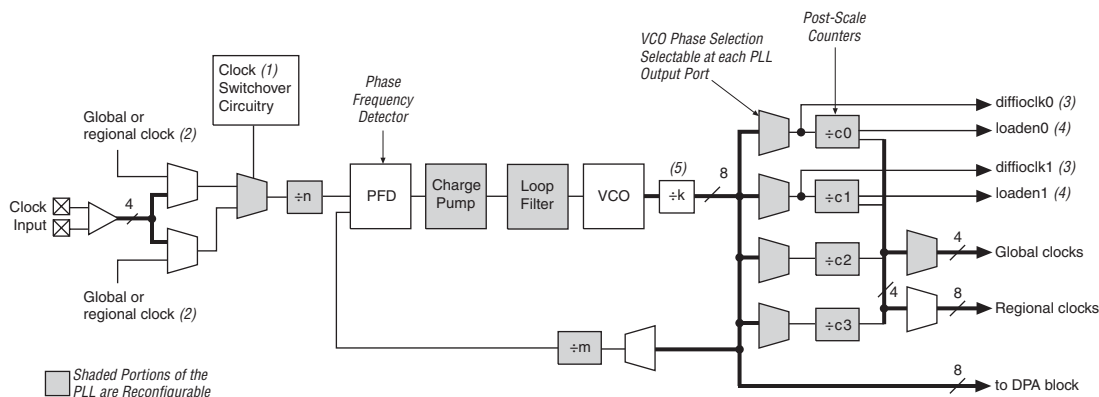 VCO Phase Selection
Selectable at each PLL
Output Port
Post-Scale
Counters
Clock (1)
Switchover
Circuitry
Phase
Frequency
Detector
Global or
regional clock (2)
diffioclk0 (3)
loaden0 (4)
÷c0
diffioclk1 (3)
loaden1 (4)
÷c1
4
Clock
Input
÷n
PFD
Charge
Pump
Loop
Filter
VCO
(5)
÷k
8
÷c2
4
Global clocks
Global or
regional clock (2)
4
8
Regional clocks
÷c3
÷m
8
to DPA block
Shaded Portions of the
PLL are Reconfigurable